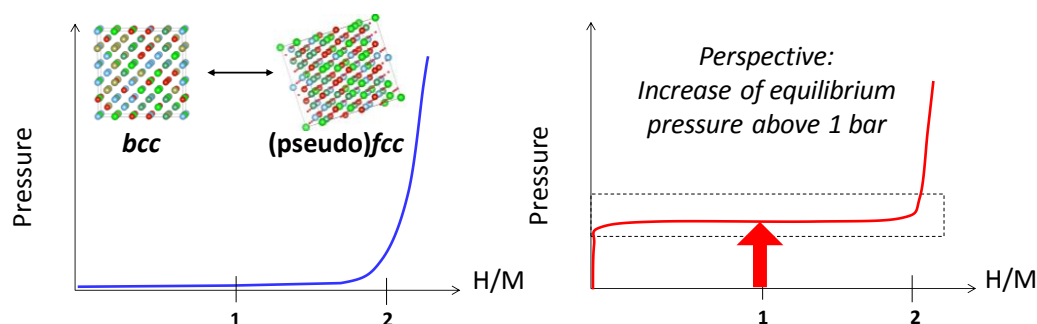 Pressure
bcc
(pseudo)fcc
1
2
H/M
Perspective:
Increase of equilibrium
pressure above 1 bar
Pressure
1
2
H/M